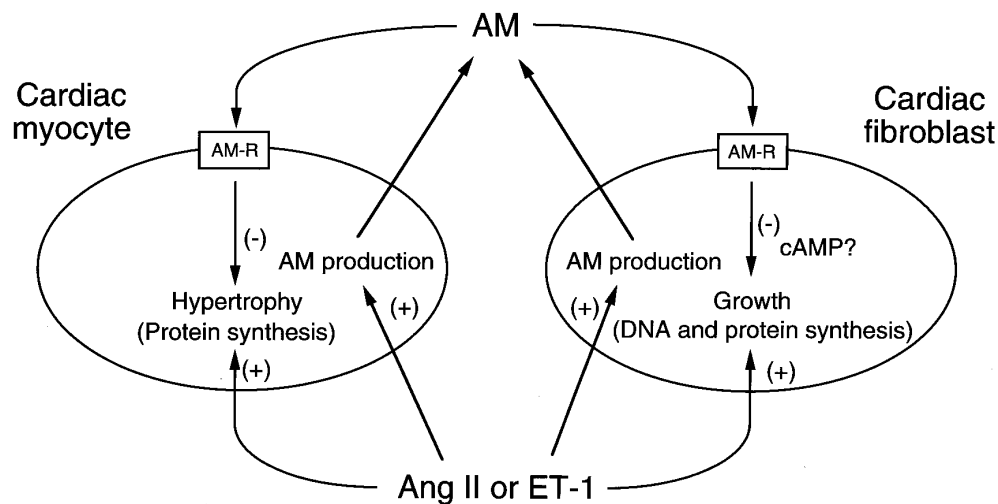 AM
Cardiac
myocyte
Cardiac
fibroblast
AM-R
AM-R
(-)
(-)
cAMP?
AM production
AM production
Hypertrophy
(Protein synthesis)
(+)
(+)
Growth
(DNA and protein synthesis)
(+)
(+)
Ang II or ET-1